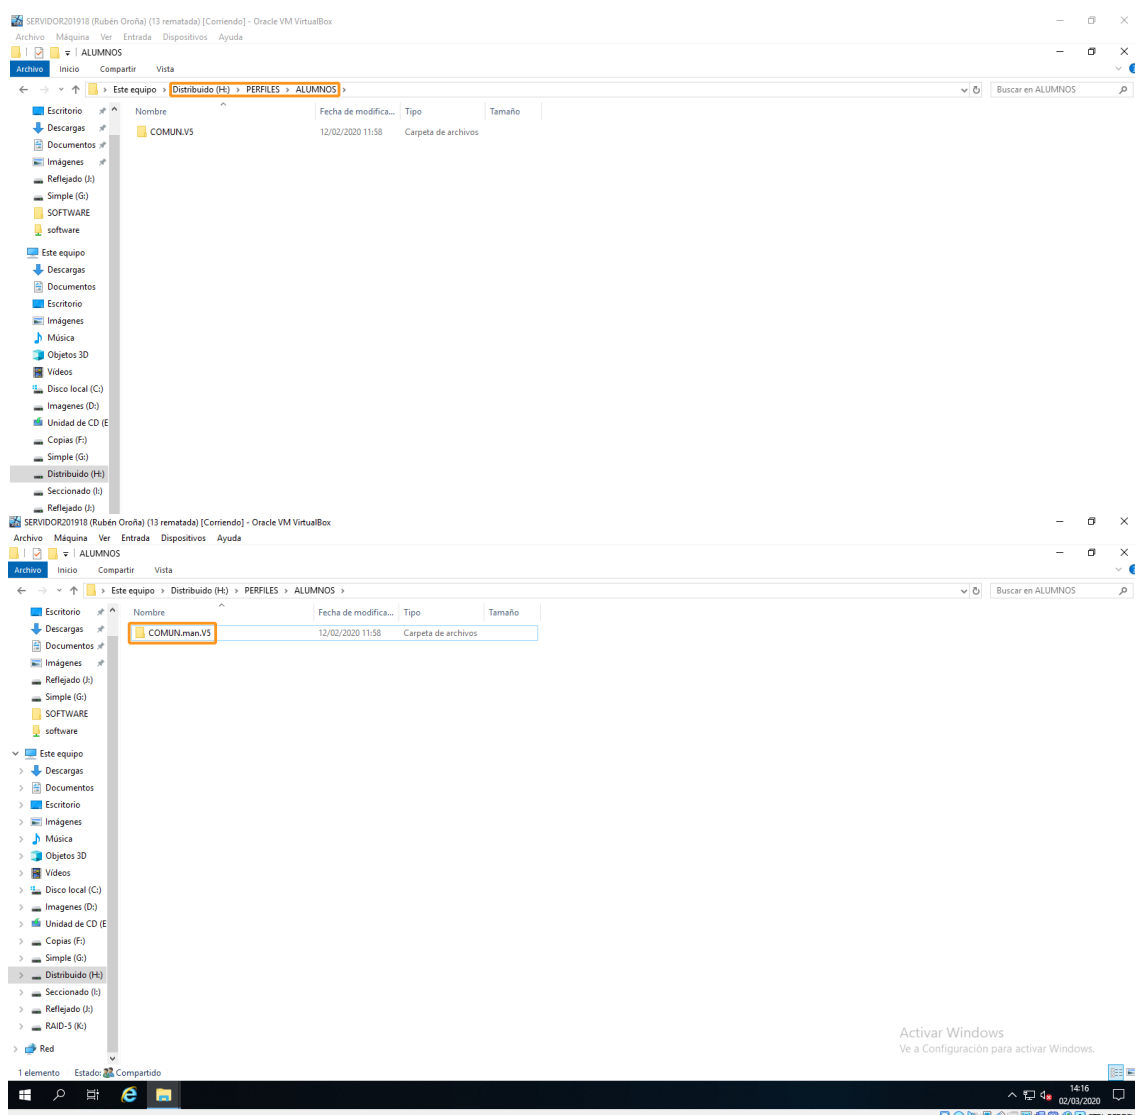 SERVIDOR201918 (Rubén Oroña) (13 rematada) [Corriendo] - Oracle VM VirtualBox
Archivo Máquina Ver Entrada Dispositivos Ayuda
ALUMNOS
Archivo Inicio Compartir Vista
Este equipo > Distribuido (H:) > PERFILES > ALUMNOS >
Buscar en ALUMNOS
Escritorio
Descargas
Documentos
Imágenes
Reflejado (J:)
Simple (G:)
SOFTWARE
software
Este equipo
Descargas
Documentos
Escritorio
Imágenes
Música
Objetos 3D
Vídeos
Disco local (C:)
Imagenes (D:)
Unidad de CD (E
Copias (F:)
Simple (G:)
Distribuido (H:)
Seccionado (I:)
Reflejado (J:)
Nombre Fecha de modifica... Tipo Tamaño
COMUN.V5 12/02/2020 11:58 Carpeta de archivos
SERVIDOR201918 (Rubén Oroña) (13 rematada) [Corriendo] - Oracle VM VirtualBox
Archivo Máquina Ver Entrada Dispositivos Ayuda
ALUMNOS
Archivo Inicio Compartir Vista
Este equipo > Distribuido (H:) > PERFILES > ALUMNOS >
Buscar en ALUMNOS
Escritorio
Descargas
Documentos
Imágenes
Reflejado (J:)
Simple (G:)
SOFTWARE
software
Este equipo
Descargas
Documentos
Escritorio
Imágenes
Música
Objetos 3D
Vídeos
Disco local (C:)
Imagenes (D:)
Unidad de CD (E
Copias (F:)
Simple (G:)
Distribuido (H:)
Seccionado (I:)
Reflejado (J:)
RAID-5 (K:)
Red
Nombre Fecha de modifica... Tipo Tamaño
COMUN.man.V5 12/02/2020 11:58 Carpeta de archivos
Activar Windows
Ve a Configuración para activar Windows.
1 elemento Estado: Compartido
14:16
02/03/2020